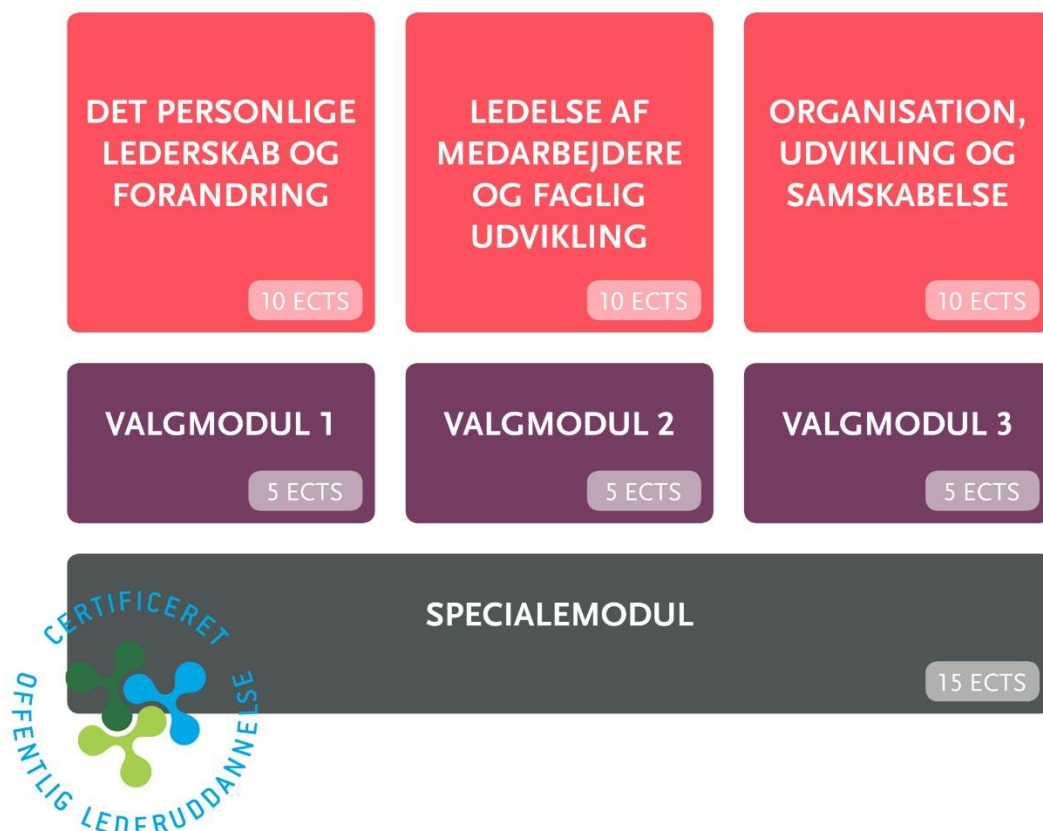 DET PERSONLIGE
LEDERSKAB OG
FORANDRING
10 ECTS
LEDELSE AF
MEDARBEJDERE
OG FAGLIG
UDVIKLING
10 ECTS
ORGANISATION,
UDVIKLING OG
SAMSKABELSE
10 ECTS
VALGMODUL 1
5 ECTS
VALGMODUL 2
5 ECTS
VALGMODUL 3
5 ECTS
SPECIALEMODUL
15 ECTS
CERTIFICERET
OFFENTLIG LEDERUDDANNELSE